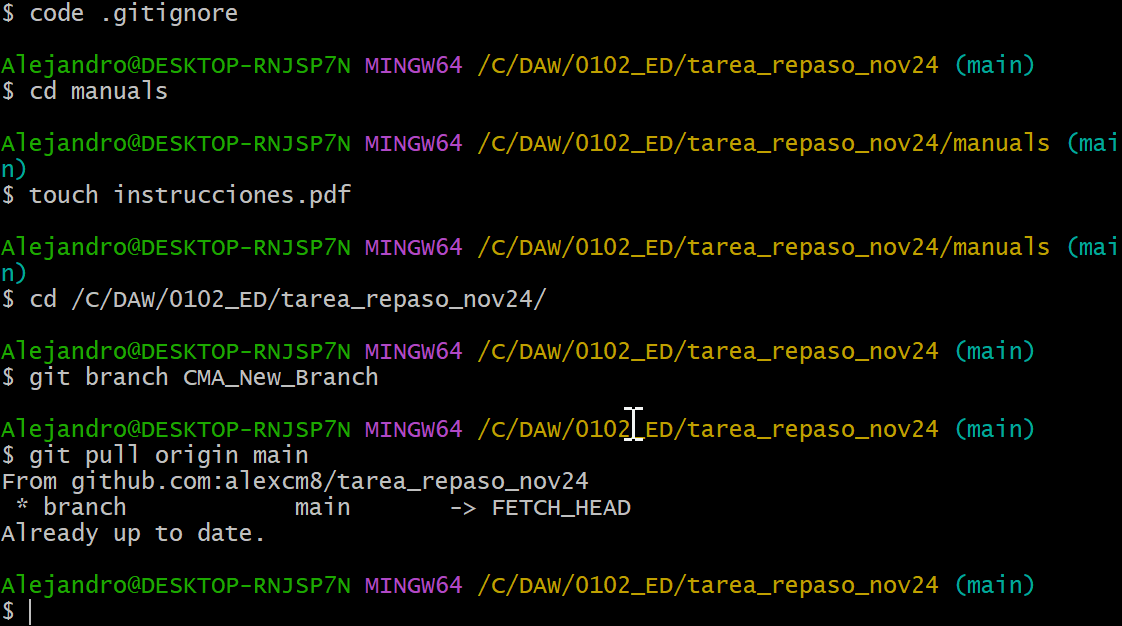 $ code .gitignore
Alejandro@DESKTOP-RNJSP7N MINGW64 /C/DAW/0102_ED/tarea_repaso_nov24 (main)
$ cd manuals
Alejandro@DESKTOP-RNJSP7N MINGW64 /C/DAW/0102_ED/tarea_repaso_nov24/manuals (mai
n)
$ touch instrucciones.pdf
Alejandro@DESKTOP-RNJSP7N MINGW64 /C/DAW/0102_ED/tarea_repaso_nov24/manuals (mai
n)
$ cd /C/DAW/0102_ED/tarea_repaso_nov24/
Alejandro@DESKTOP-RNJSP7N MINGW64 /C/DAW/0102_ED/tarea_repaso_nov24 (main)
$ git branch CMA_New_Branch
Alejandro@DESKTOP-RNJSP7N MINGW64 /C/DAW/0102_ED/tarea_repaso_nov24 (main)
$ git pull origin main
From github.com:alexcm8/tarea_repaso_nov24
 * branch            main       -> FETCH_HEAD
Already up to date.
Alejandro@DESKTOP-RNJSP7N MINGW64 /C/DAW/0102_ED/tarea_repaso_nov24 (main)
$